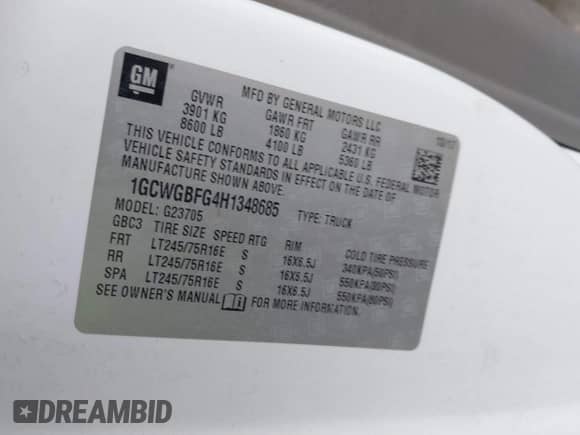 GM
MFD BY GENERAL MOTORS LLC
GVWR GAWR FRT GAWR RR
3901 KG 1860 KG 2431 KG
8600 LB 4100 LB 5360 LB
THIS VEHICLE CONFORMS TO ALL APPLICABLE U.S. FEDERAL MOTOR
VEHICLE SAFETY STANDARDS IN EFFECT ON THE DATE OF
MANUFACTURE SHOWN ABOVE.
1GCWGBFG4H1348685 TYPE: TRUCK
MODEL: G23705
GBC3 TIRE SIZE SPEED RTG RIM COLD TIRE PRESSURE
FRT LT245/75R16E S 16X6.5J 340KPA(50PSI)
RR LT245/75R16E S 16X6.5J 550KPA(80PSI)
SPA LT245/75R16E S 16X6.5J 550KPA(80PSI)
SEE OWNER'S MANUAL FOR MORE INFORMATION.
DREAMBID